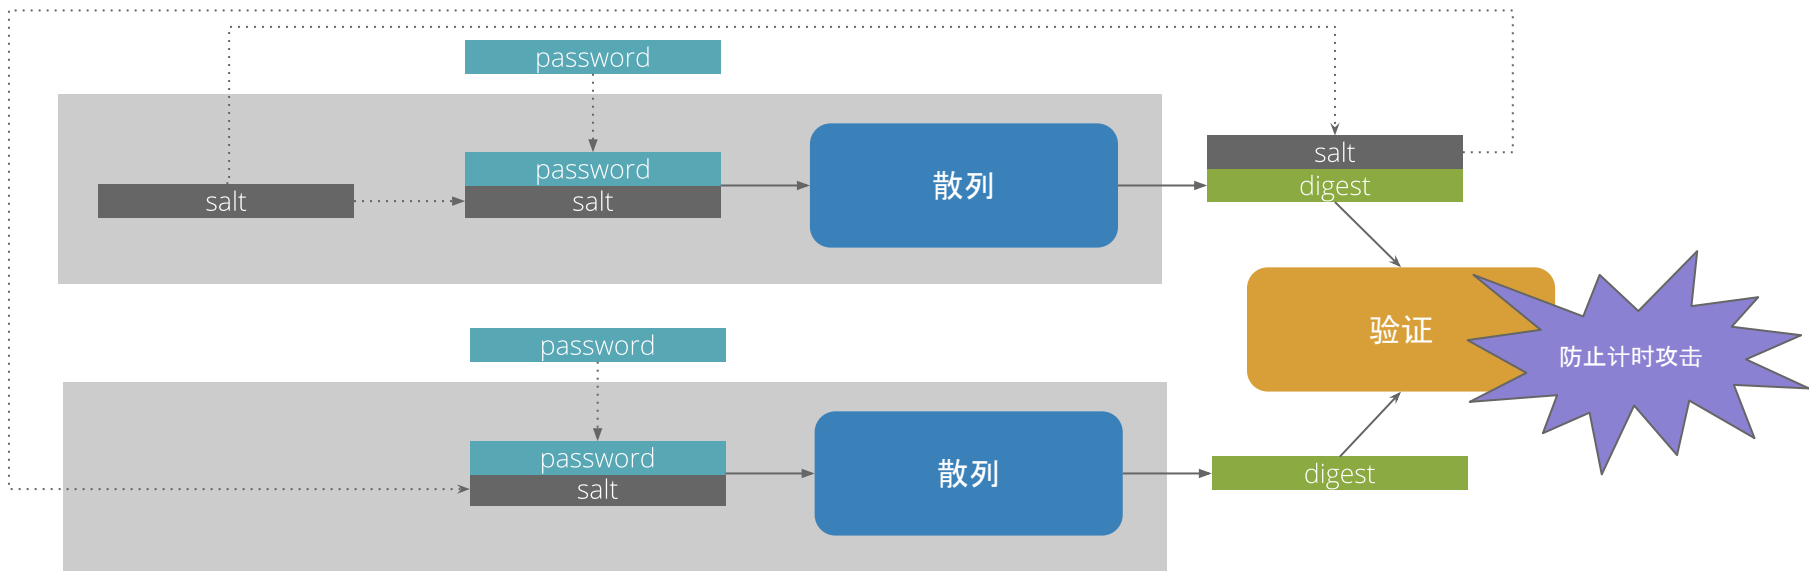 password
password
salt
salt
散列
salt
digest
验证
防止计时攻击
password
password
salt
散列
digest